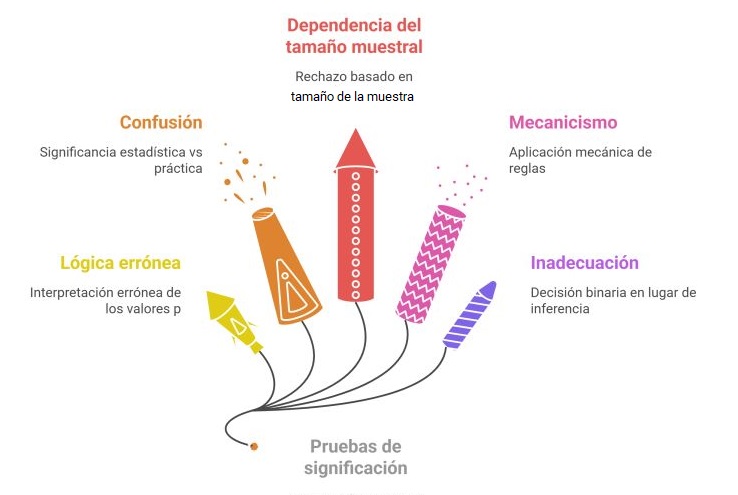 Dependencia del
tamaño muestral
Rechazo basado en
tamaño de la muestra
Confusión
Significancia estadística vs
práctica
Mecanicismo
Aplicación mecánica de
reglas
Lógica errónea
Interpretación errónea de
los valores p
Inadecuación
Decisión binaria en lugar de
inferencia
Pruebas de
significación